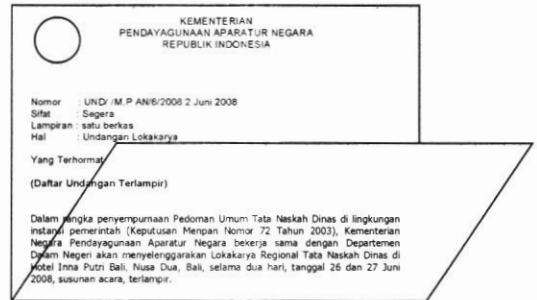 KEMENTERIAN
PENDAYAGUNAAN APARATUR NEGARA
REPUBLIK INDONESIA
Nomor : UND/ /M.P AN/6/2008 2 Juni 2008
Sifat : Segera
Lampiran : satu berkas
Hal : Undangan Lokakarya
Yang Terhormat
(Daftar Undangan Terlampir)
Dalam rangka penyempurnaan Pedoman Umum Tata Naskah Dinas di lingkungan
instansi pemerintah (Keputusan Menpan Nomor 72 Tahun 2003), Kementerian
Negara Pendayagunaan Aparatur Negara bekerja sama dengan Departemen
Dalam Negeri akan menyelenggarakan Lokakarya Regional Tata Naskah Dinas di
Hotel Inna Putri Bali, Nusa Dua, Bali, selama dua hari, tanggal 26 dan 27 Juni
2008, susunan acara, terlampir.